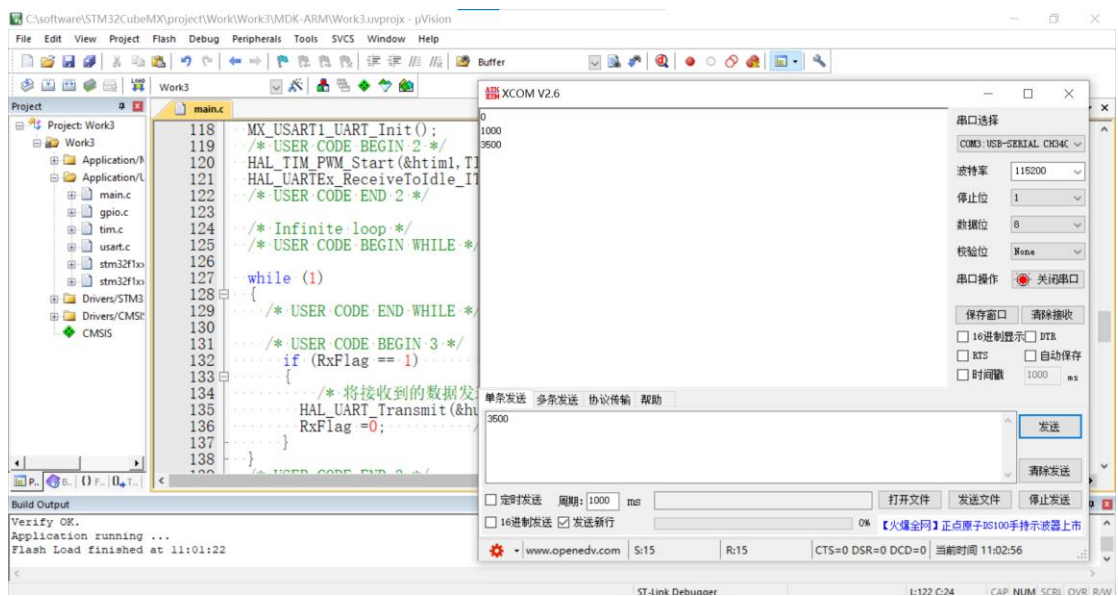 C:\software\STM32CubeMX\project\Work\Work3\MDK-ARM\Work3.uvprojx - µVision
File Edit View Project Flash Debug Peripherals Tools SVCS Window Help
Buffer
Work3
Project
Project: Work3
Work3
Application/
Application/
main.c
gpio.c
tim.c
usart.c
stm32f1x
stm32f1x
Drivers/STM3
Drivers/CMSI
CMSIS
main.c
118 MX_USART1_UART_Init();
119 /* USER CODE BEGIN 2 */
120 HAL_TIM_PWM_Start(&htim1,TI
121 HAL_UARTEx_ReceiveToIdle_IT
122 /* USER CODE END 2 */
123
124 /* Infinite loop */
125 /* USER CODE BEGIN WHILE */
126
127 while (1)
128 {
129 /* USER CODE END WHILE */
130
131 /* USER CODE BEGIN 3 */
132 if (RxFlag == 1)
133 {
134 /* 将接收到的数据发
135 HAL_UART_Transmit(&hu
136 RxFlag =0;
137 }
138 }
XCOM V2.6
0
1000
3500
串口选择
COM3:USB-SERIAL CH340
波特率 115200
停止位 1
数据位 8
校验位 None
串口操作 关闭串口
保存窗口 清除接收
16进制显示 DTR
RTS 自动保存
时间戳 1000 ms
单条发送 多条发送 协议传输 帮助
3500
发送
清除发送
定时发送 周期: 1000 ms 打开文件 发送文件 停止发送
16进制发送 发送新行 0% 【火爆全网】正点原子DS100手持示波器上市
www.openedv.com S:15 R:15 CTS=0 DSR=0 DCD=0 当前时间 11:02:56
Build Output
Verify OK.
Application running ...
Flash Load finished at 11:01:22
ST-Link Debugger L:122 C:24 CAP NUM SCRL OVR R/W